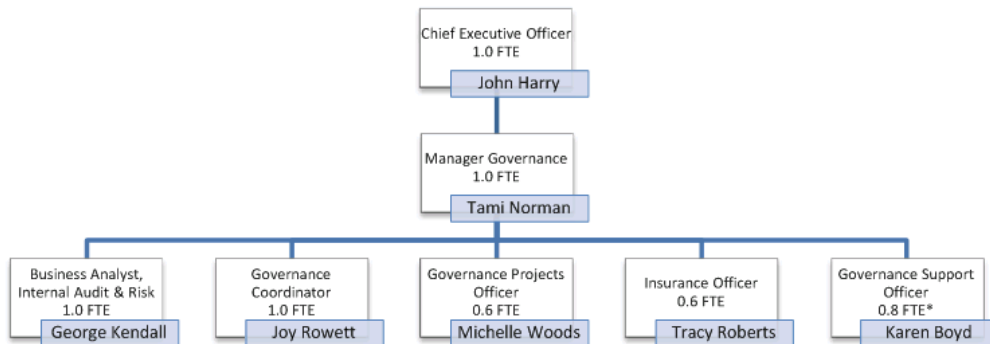 Chief Executive Officer
1.0 FTE
John Harry
Manager Governance
1.0 FTE
Tami Norman
Business Analyst,
Internal Audit & Risk
1.0 FTE
George Kendall
Governance
Coordinator
1.0 FTE
Joy Rowett
Governance Projects
Officer
0.6 FTE
Michelle Woods
Insurance Officer
0.6 FTE
Tracy Roberts
Governance Support
Officer
0.8 FTE*
Karen Boyd